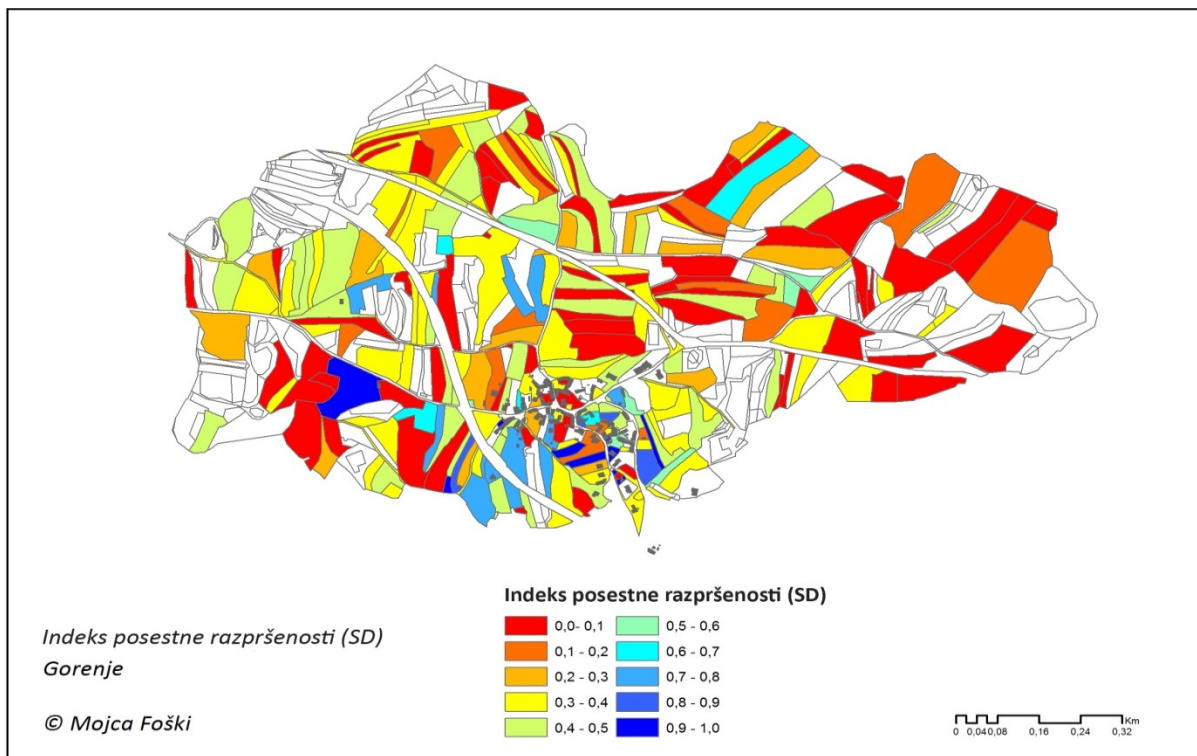 Indeks posestne razpršenosti (SD)
0,0- 0,1
0,1 - 0,2
0,2 - 0,3
0,3 - 0,4
0,4 - 0,5
0,5 - 0,6
0,6 - 0,7
0,7 - 0,8
0,8 - 0,9
0,9 - 1,0
Indeks posestne razpršenosti (SD)
Gorenje
© Mojca Foški
Km
0 0,04 0,08 0,16 0,24 0,32